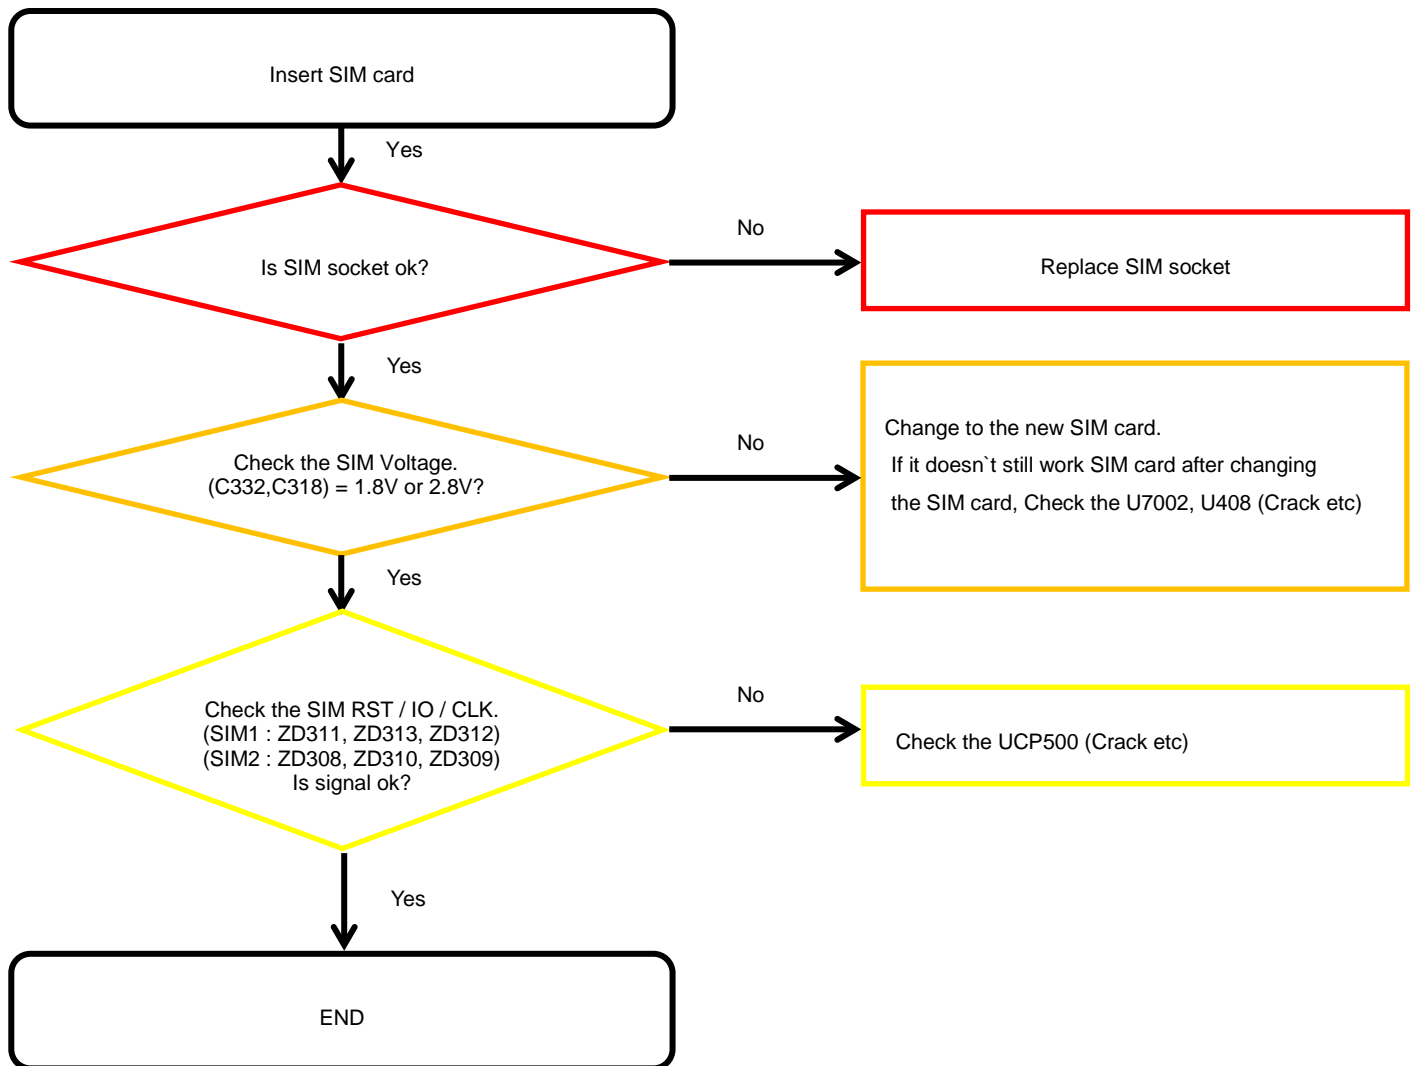 Insert SIM card
Yes
Is SIM socket ok?
No
Replace SIM socket
Yes
Check the SIM Voltage.
(C332,C318) = 1.8V or 2.8V?
No
Change to the new SIM card.
If it doesn`t still work SIM card after changing
the SIM card, Check the U7002, U408 (Crack etc)
Yes
Check the SIM RST / IO / CLK.
(SIM1 : ZD311, ZD313, ZD312)
(SIM2 : ZD308, ZD310, ZD309)
Is signal ok?
No
Check the UCP500 (Crack etc)
Yes
END